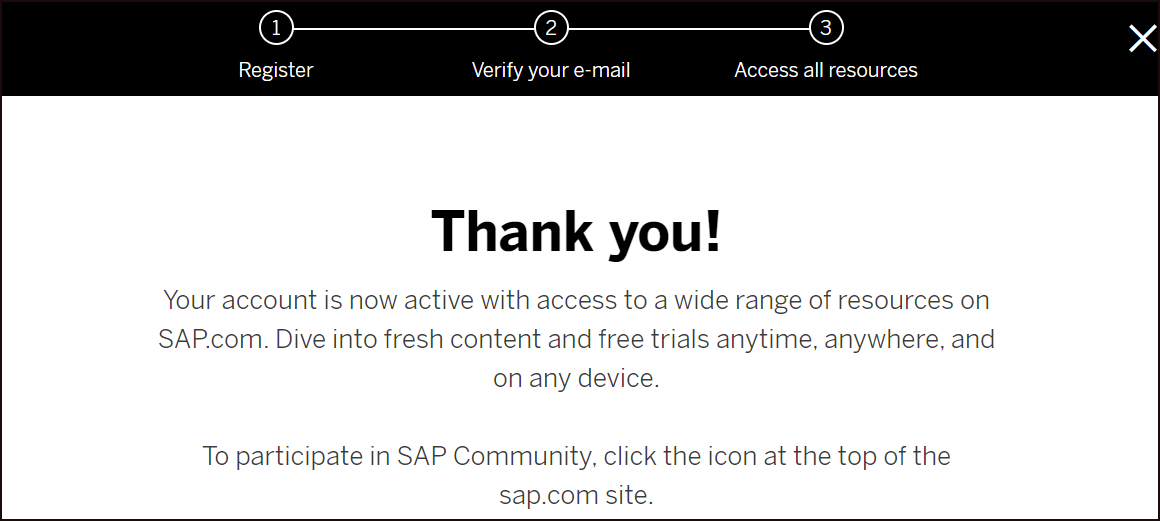 1 2 3
Register Verify your e-mail Access all resources
Thank you!
Your account is now active with access to a wide range of resources on
SAP.com. Dive into fresh content and free trials anytime, anywhere, and
on any device.
To participate in SAP Community, click the icon at the top of the
sap.com site.